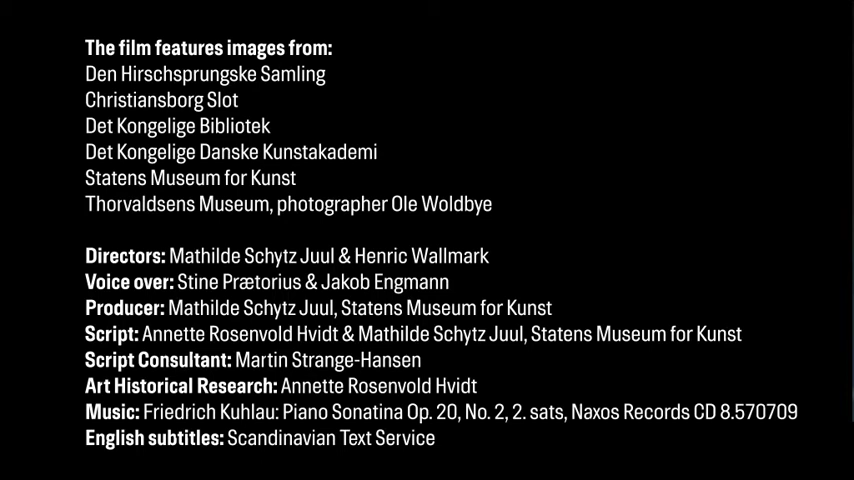 The film features images from:
Den Hirschsprungske Samling
Christiansborg Slot
Det Kongelige Bibliotek
Det Kongelige Danske Kunstakademi
Statens Museum for Kunst
Thorvaldsens Museum, photographer Ole Woldbye
Directors: Mathilde Schytz Juul & Henric Wallmark
Voice over: Stine Prætorius & Jakob Engmann
Producer: Mathilde Schytz Juul, Statens Museum for Kunst
Script: Annette Rosenvold Hvidt & Mathilde Schytz Juul, Statens Museum for Kunst
Script Consultant: Martin Strange-Hansen
Art Historical Research: Annette Rosenvold Hvidt
Music: Friedrich Kuhlau: Piano Sonatina Op. 20, No. 2, 2. sats, Naxos Records CD 8.570709
English subtitles: Scandinavian Text Service